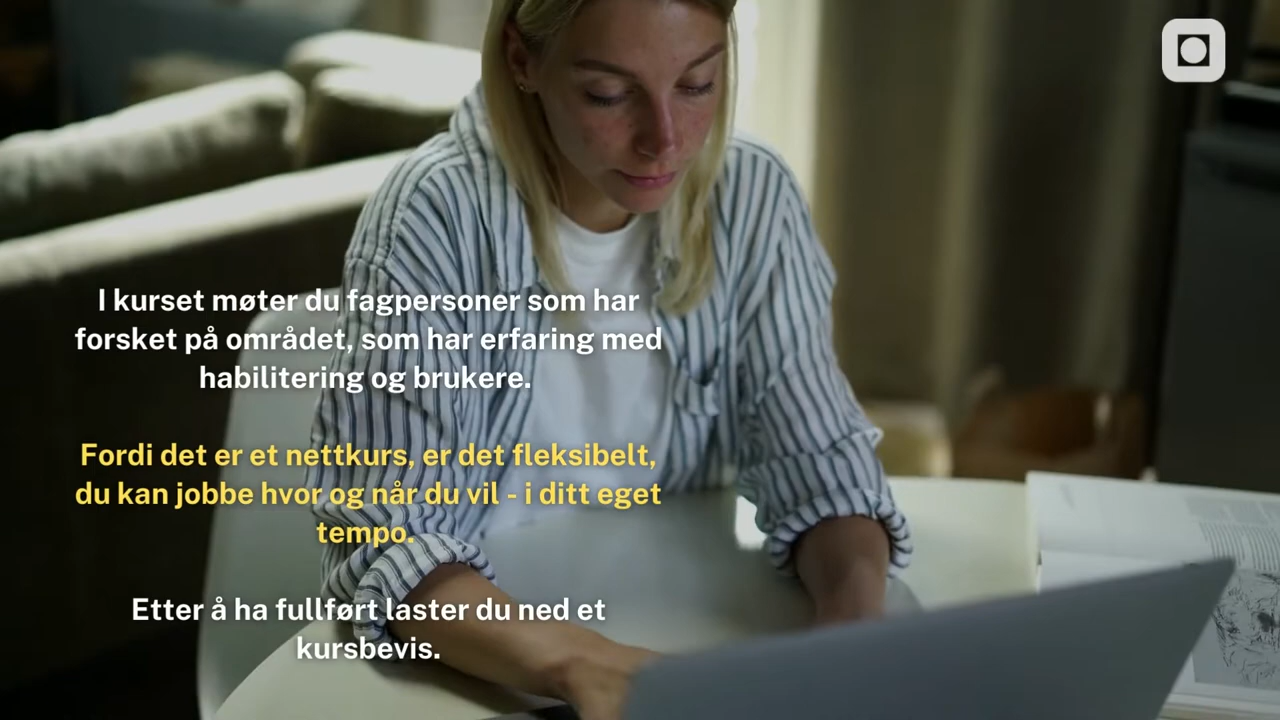 I kurset møter du fagpersoner som har
forsket på området, som har erfaring med
habilitering og brukere.
Fordi det er et nettkurs, er det fleksibelt,
du kan jobbe hvor og når du vil - i ditt eget
tempo.
Etter å ha fullført laster du ned et
kursbevis.